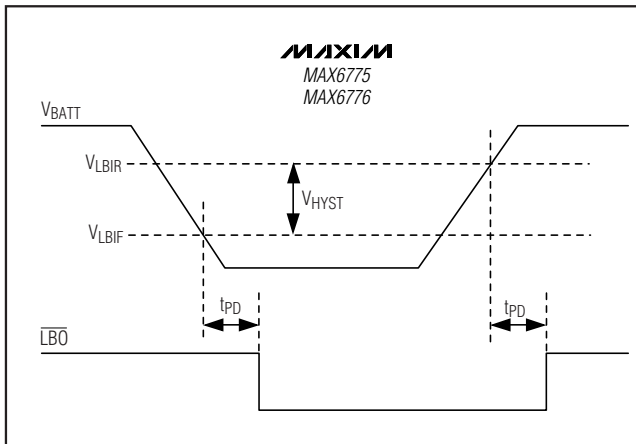 MAXIM
MAX6775
MAX6776
VBATT
VLBIR
VHYST
VLBIF
tPD
tPD
LBO